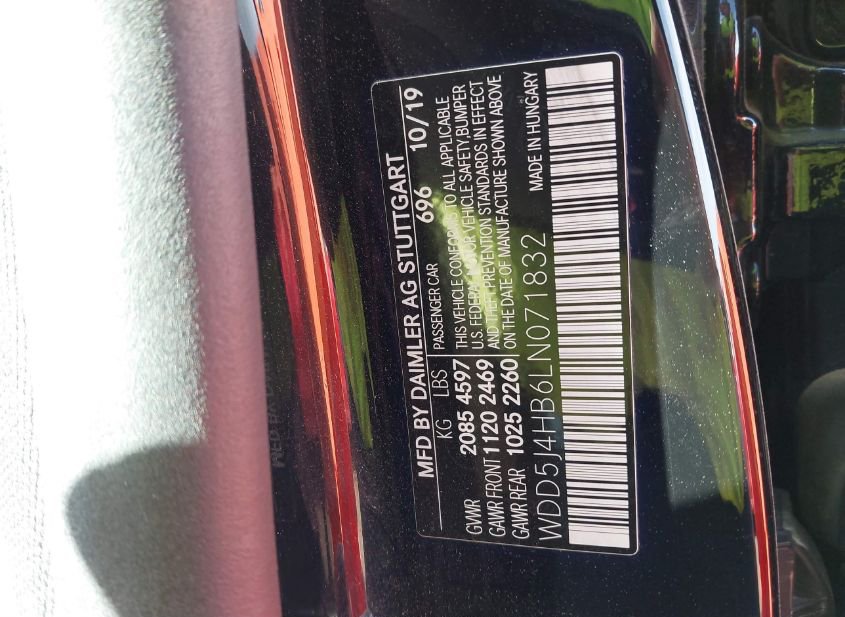 MFD BY DAIMLER AG STUTTGART
KG LBS PASSENGER CAR 696 10/19
GVWR 2085 4597 THIS VEHICLE CONFORMS TO ALL APPLICABLE
U.S. FEDERAL MOTOR VEHICLE SAFETY,BUMPER
GAWR FRONT 1120 2469 AND THEFT PREVENTION STANDARDS IN EFFECT
GAWR REAR 1025 2260 ON THE DATE OF MANUFACTURE SHOWN ABOVE
WDD5J4HB6LN071832 MADE IN HUNGARY